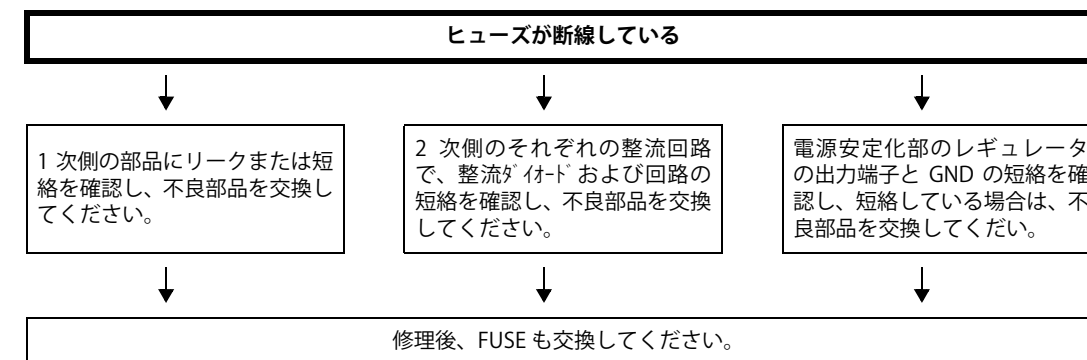 ヒューズが断線している
1 次側の部品にリークまたは短
絡を確認し、不良部品を交換し
てください。
2 次側のそれぞれの整流回路
で、整流ﾀﾞｲｵｰﾄﾞおよび回路の
短絡を確認し、不良部品を交換
してください。
電源安定化部のレギュレータ
の出力端子と GND の短絡を確
認し、短絡している場合は、不
良部品を交換してくだい。
修理後、FUSE も交換してください。